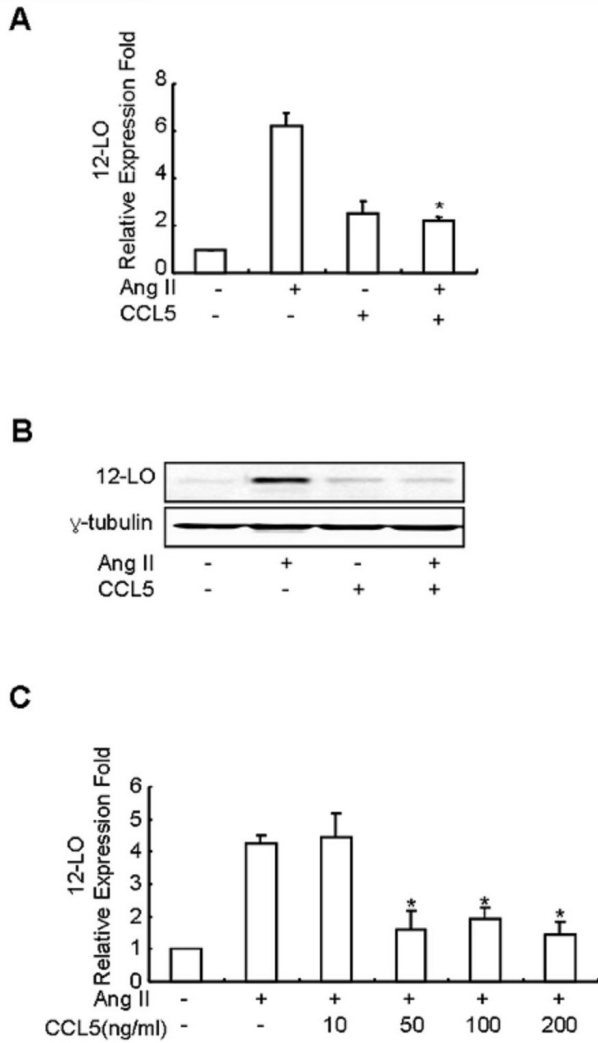 A
12-LO
Relative Expression Fold
8
6
4
2
0
*
Ang II - + - +
CCL5 - - + +
B
12-LO
γ-tubulin
Ang II - + - +
CCL5 - - + +
C
12-LO
Relative Expression Fold
6
5
4
3
2
1
0
* * *
Ang II - + + + + +
CCL5(ng/ml) - - 10 50 100 200